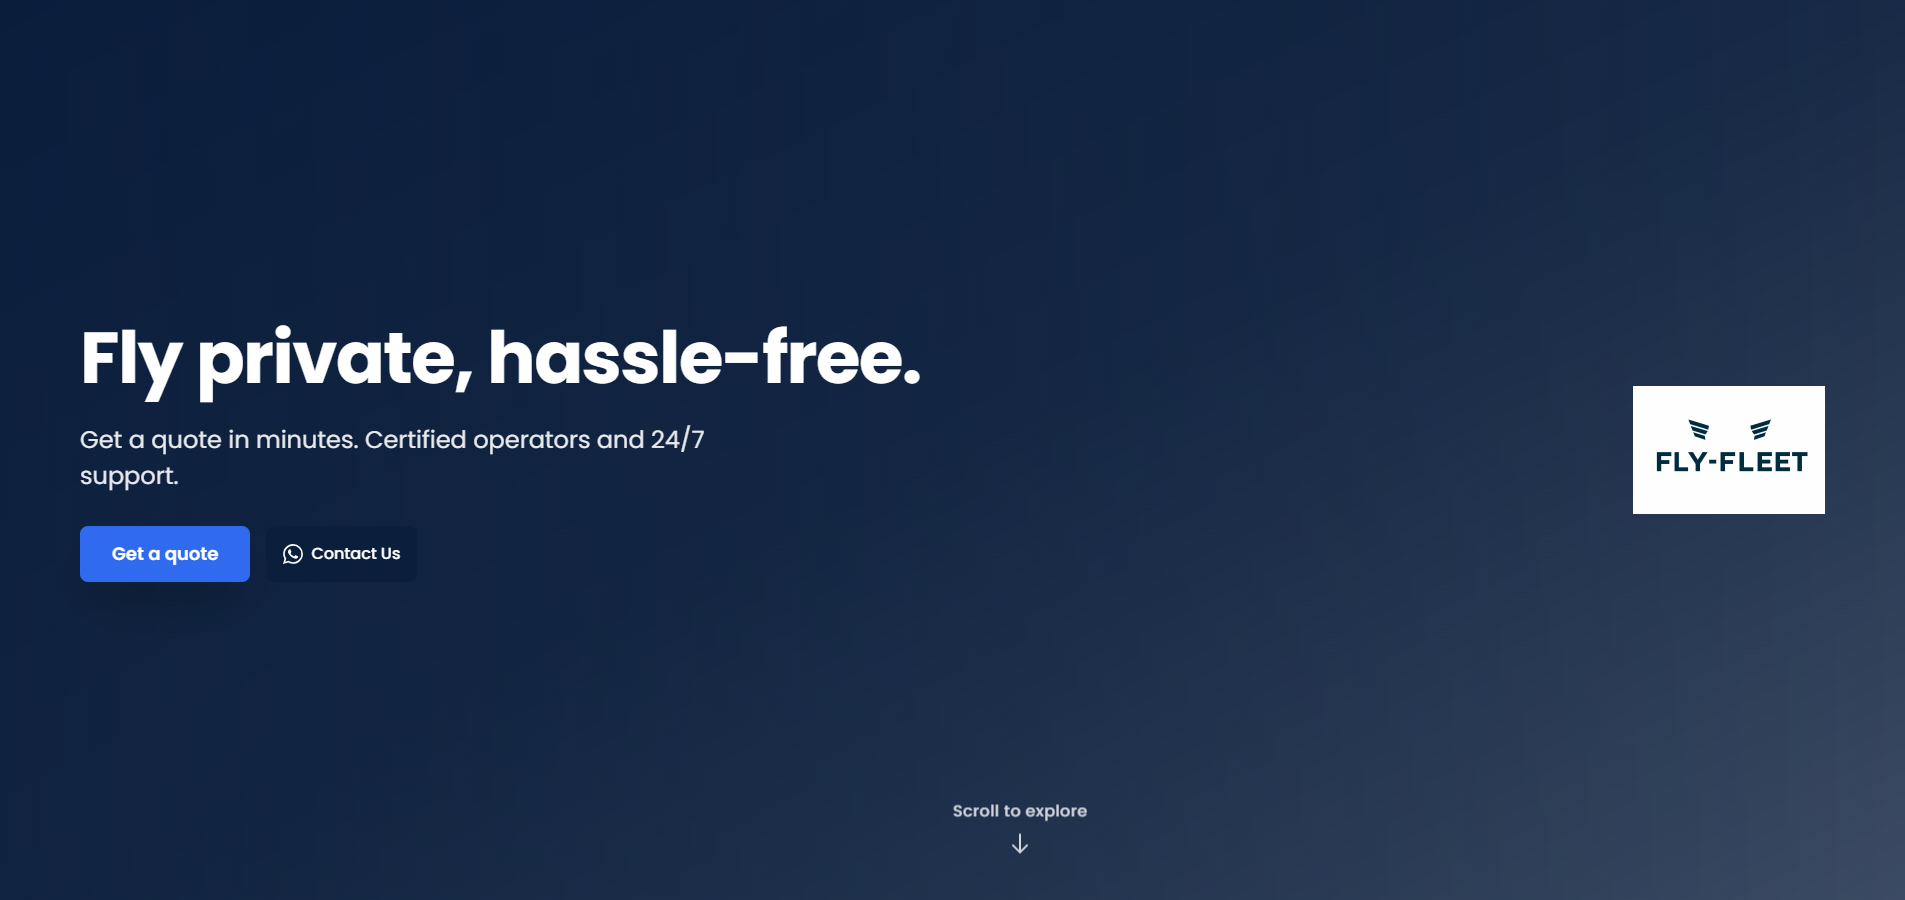 Fly private, hassle-free.
Get a quote in minutes. Certified operators and 24/7
support.
Get a quote
Contact Us
FLY-FLEET
Scroll to explore